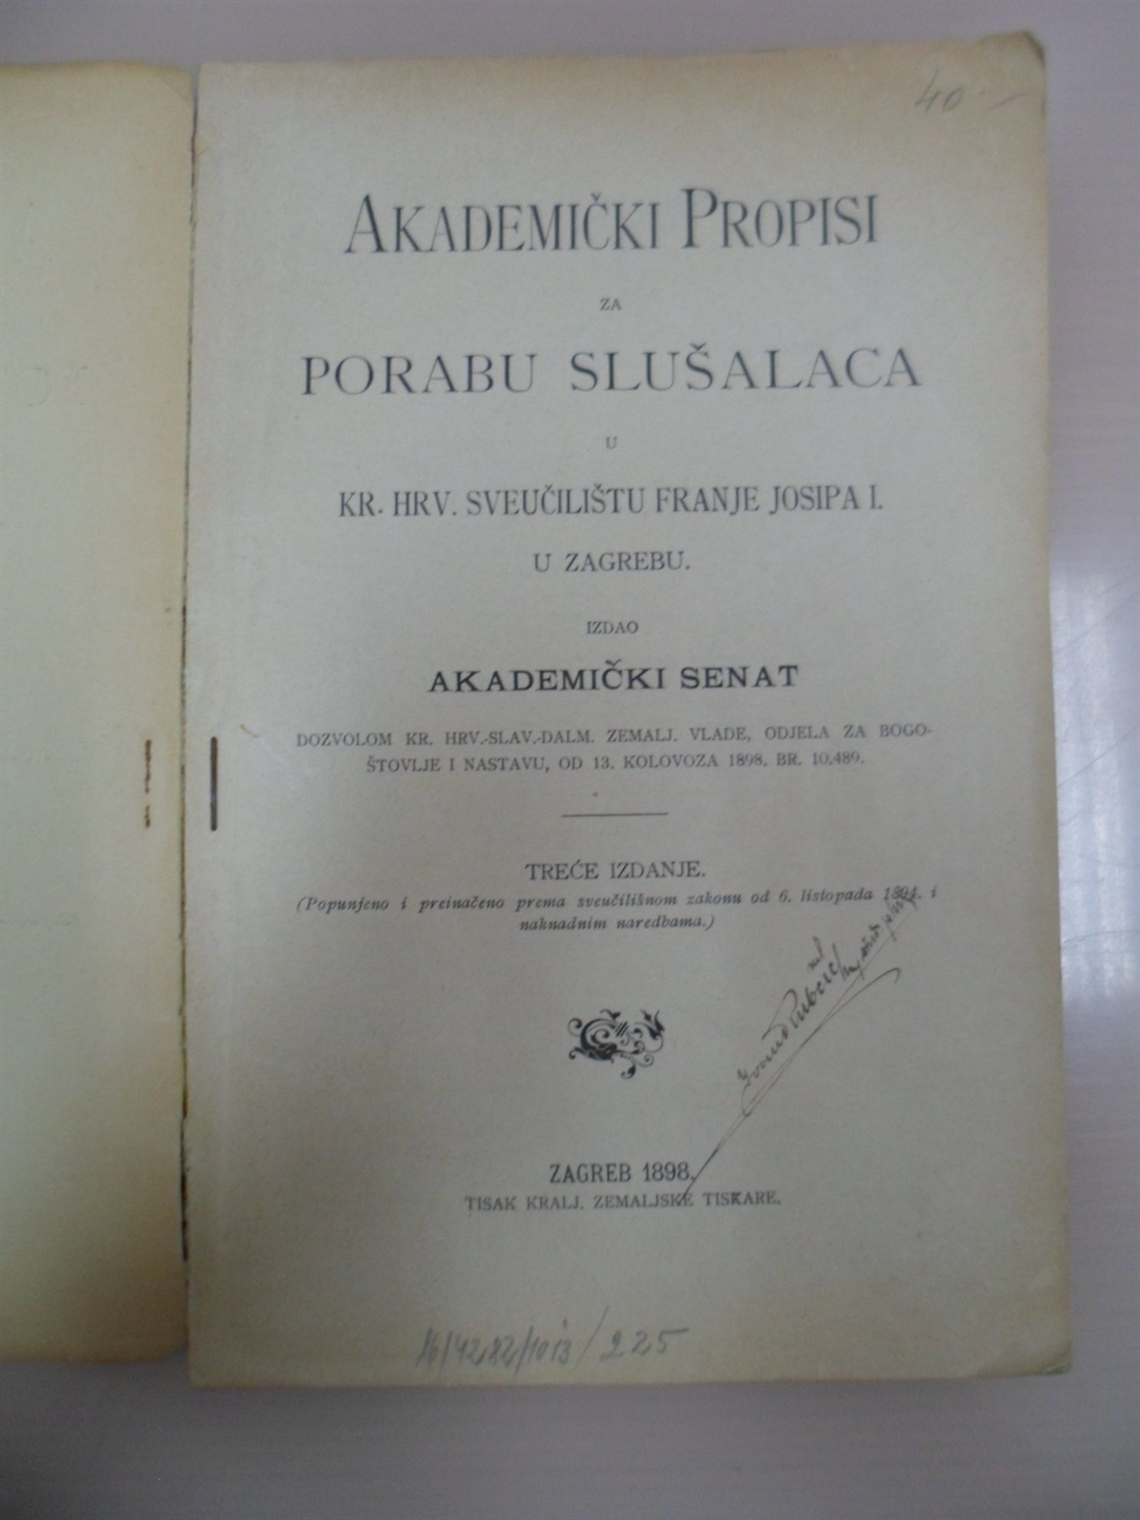 40.-
AKADEMIČKI PROPISI
ZA
PORABU SLUŠALACA
U
KR. HRV. SVEUČILIŠTU FRANJE JOSIPA I.
U ZAGREBU.
IZDAO
AKADEMIČKI SENAT
DOZVOLOM KR. HRV.-SLAV.-DALM. ZEMALJ. VLADE, ODJELA ZA BOGO-
ŠTOVLJE I NASTAVU, OD 13. KOLOVOZA 1898. BR. 10.489.
TREĆE IZDANJE.
(Popunjeno i preinačeno prema sveučilišnom zakonu od 6. listopada 1894. i
naknadnim naredbama.)
ZAGREB 1898.
TISAK KRALJ. ZEMALJSKE TISKARE.
225